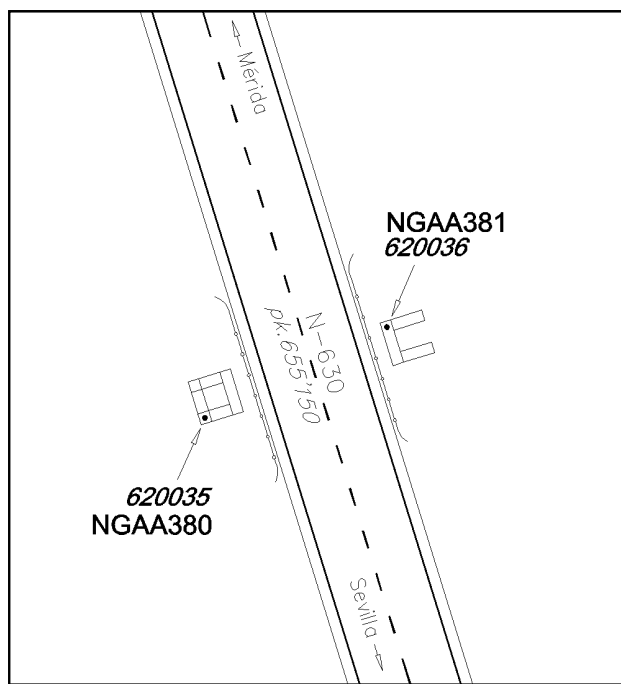 ← Mérida
NGAA381
620036
N-630
pk.655'150
620035
NGAA380
Sevilla →